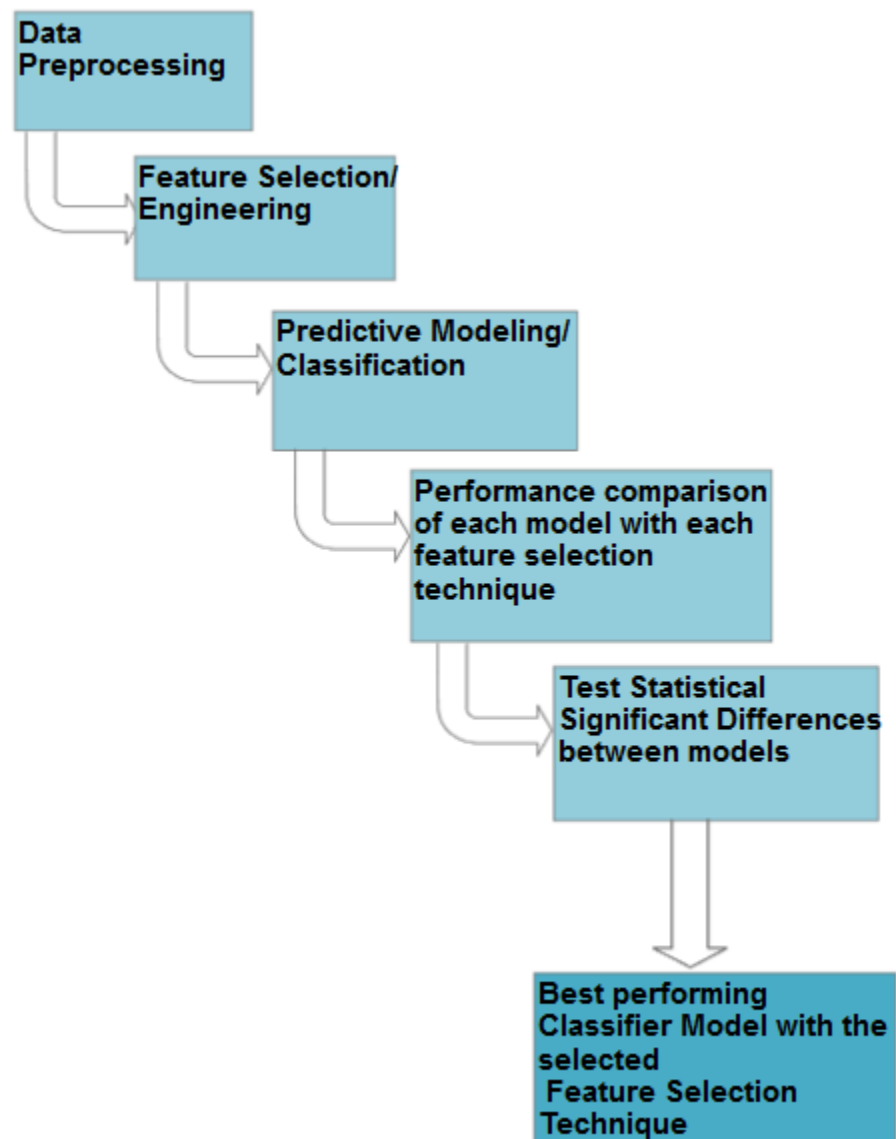 Data
Preprocessing
Feature Selection/
Engineering
Predictive Modeling/
Classification
Performance comparison
of each model with each
feature selection
technique
Test Statistical
Significant Differences
between models
Best performing
Classifier Model with the
selected
Feature Selection
Technique